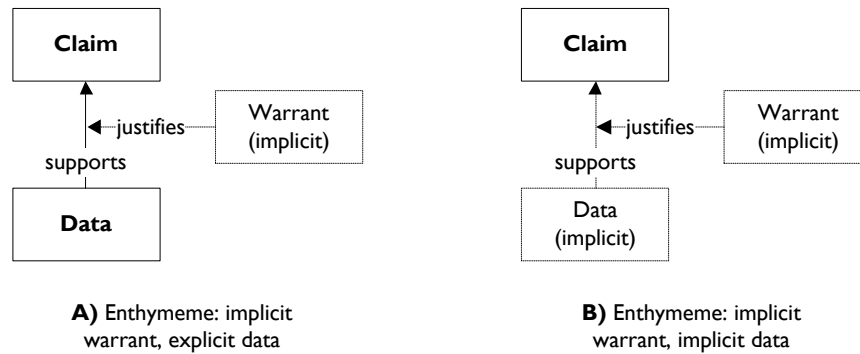 Claim
justifies
Warrant
(implicit)
supports
Data
A) Enthymeme: implicit
warrant, explicit data
Claim
justifies
Warrant
(implicit)
supports
Data
(implicit)
B) Enthymeme: implicit
warrant, implicit data